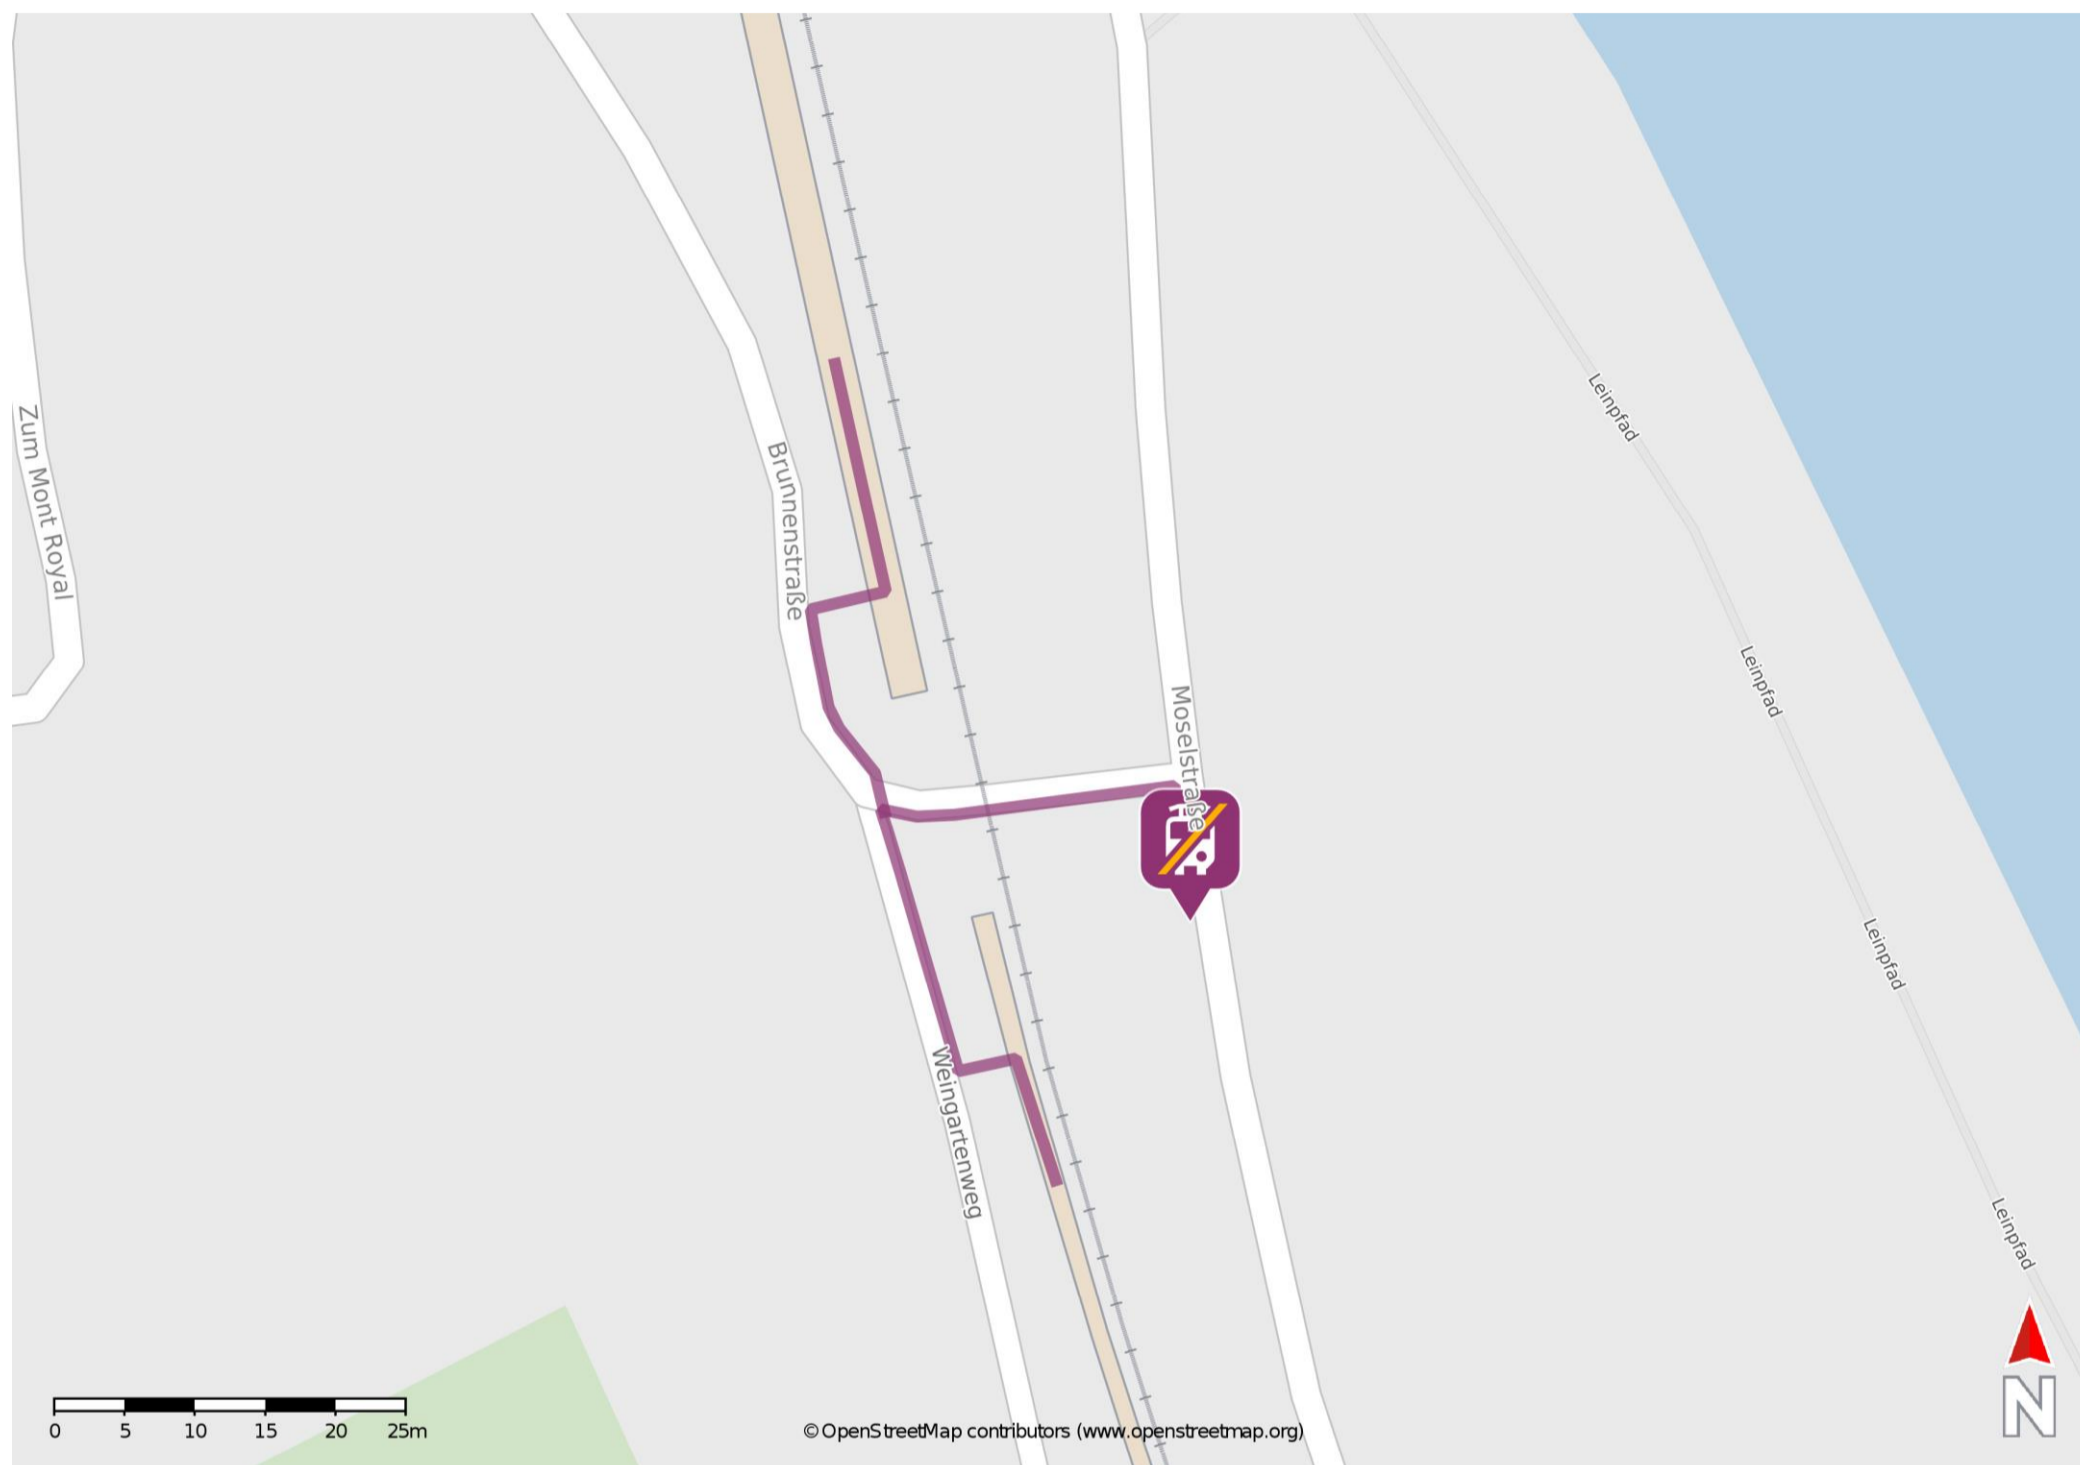 Leinpfad
Zum Mont Royal
Brunnenstraße
Leinpfad
Moselstraße
Leinpfad
Weingartenweg
Leinpfad
N
0 5 10 15 20 25m
©OpenStreetMap contributors (www.openstreetmap.org)